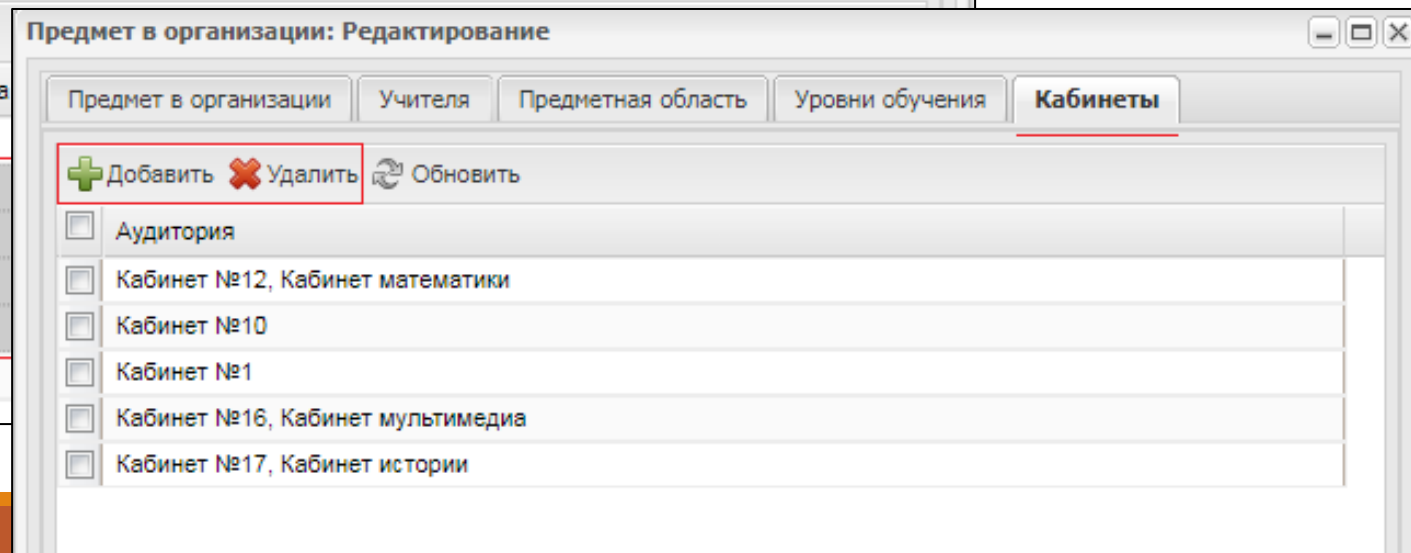 Предмет в организации: Редактирование
Предмет в организации Учителя Предметная область Уровни обучения Кабинеты
Добавить Удалить Обновить
Аудитория
Кабинет №12, Кабинет математики
Кабинет №10
Кабинет №1
Кабинет №16, Кабинет мультимедиа
Кабинет №17, Кабинет истории